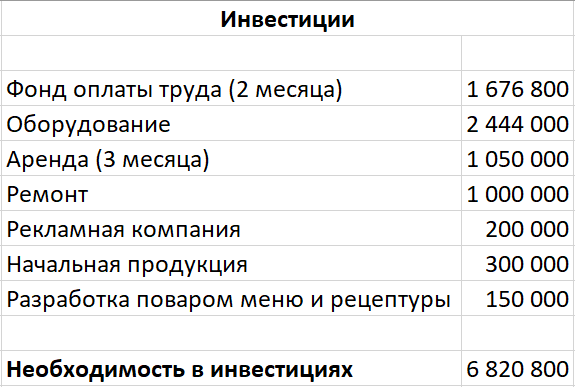 Инвестиции
Фонд оплаты труда (2 месяца) 1 676 800
Оборудование 2 444 000
Аренда (3 месяца) 1 050 000
Ремонт 1 000 000
Рекламная компания 200 000
Начальная продукция 300 000
Разработка поваром меню и рецептуры 150 000
Необходимость в инвестициях 6 820 800